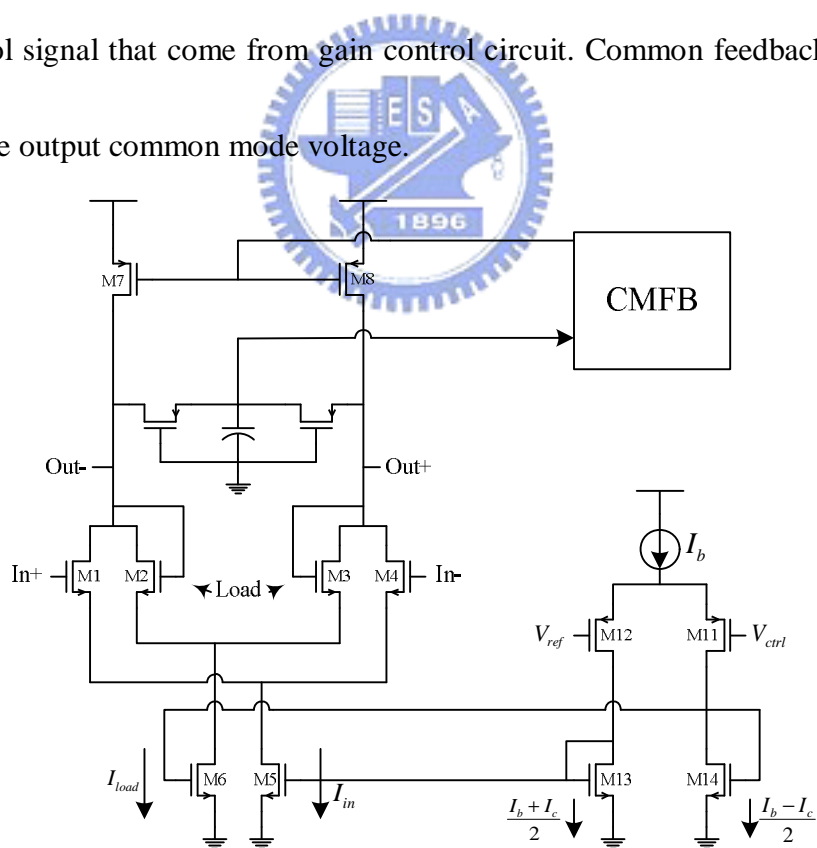 ol signal that come from gain control circuit. Common feedback
e output common mode voltage.
ESA
1896
M7
M8
CMFB
Out-
Out+
I_b
In+
M1
M2
Load
M3
M4
In-
V_ref
M12
M11
V_ctrl
I_load
M6
M5
I_in
M13
M14
(I_b + I_c)/2
(I_b - I_c)/2